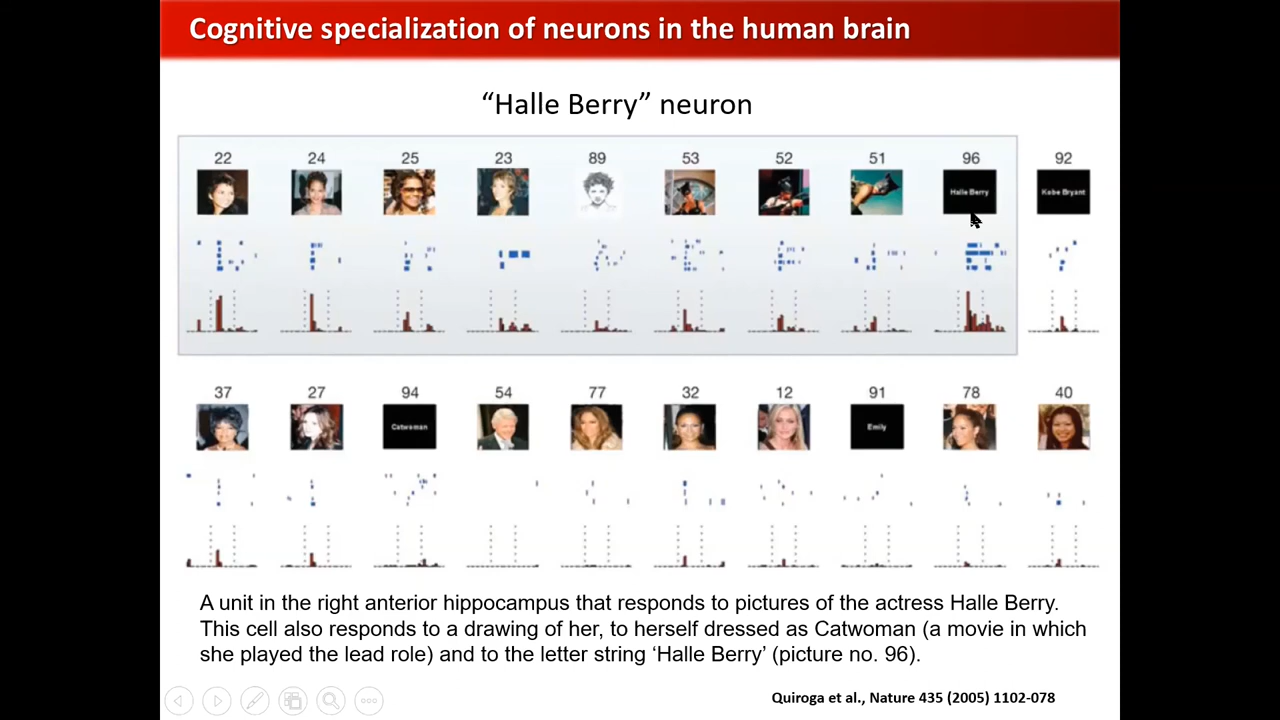 Cognitive specialization of neurons in the human brain
“Halle Berry” neuron
22 24 25 23 89 53 52 51 96 92
Halle Berry Kobe Bryant
37 27 94 54 77 32 12 91 78 40
Catwoman Emily
A unit in the right anterior hippocampus that responds to pictures of the actress Halle Berry.
This cell also responds to a drawing of her, to herself dressed as Catwoman (a movie in which
she played the lead role) and to the letter string ‘Halle Berry’ (picture no. 96).
Quiroga et al., Nature 435 (2005) 1102-078